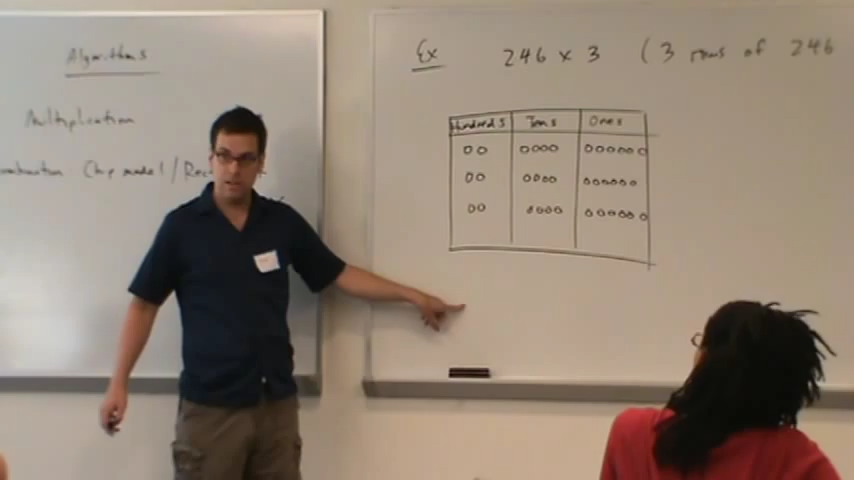 Algorithms
Multiplication
Chip model /
Ex 246 x 3 ( 3 rows of 246
Hundreds Tens Ones